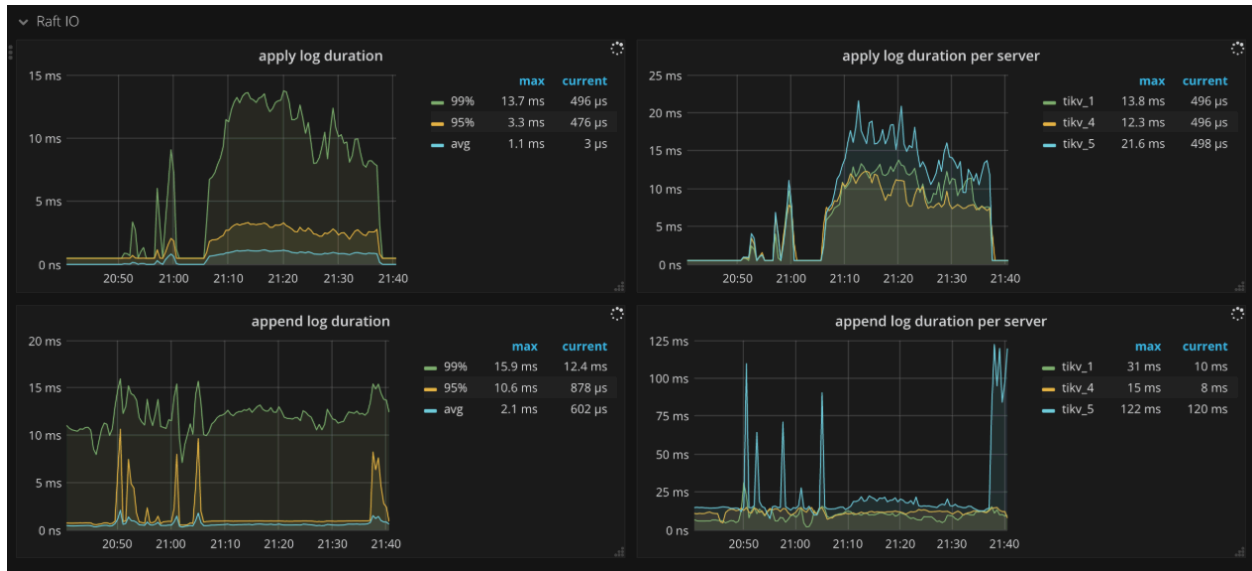 Raft IO
apply log duration
15 ms
10 ms
5 ms
0 ns
20:50 21:00 21:10 21:20 21:30 21:40
max current
99% 13.7 ms 496 µs
95% 3.3 ms 476 µs
avg 1.1 ms 3 µs
apply log duration per server
25 ms
20 ms
15 ms
10 ms
5 ms
0 ns
20:50 21:00 21:10 21:20 21:30 21:40
max current
tikv_1 13.8 ms 496 µs
tikv_4 12.3 ms 496 µs
tikv_5 21.6 ms 498 µs
append log duration
20 ms
15 ms
10 ms
5 ms
0 ns
20:50 21:00 21:10 21:20 21:30 21:40
max current
99% 15.9 ms 12.4 ms
95% 10.6 ms 878 µs
avg 2.1 ms 602 µs
append log duration per server
125 ms
100 ms
75 ms
50 ms
25 ms
0 ns
20:50 21:00 21:10 21:20 21:30 21:40
max current
tikv_1 31 ms 10 ms
tikv_4 15 ms 8 ms
tikv_5 122 ms 120 ms